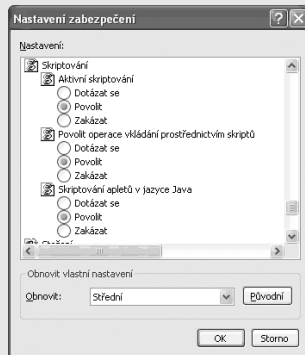 Nastavení zabezpečení
Nastavení:
Skriptování
Aktivní skriptování
Dotázat se
Povolit
Zakázat
Povolit operace vkládání prostřednictvím skriptů
Dotázat se
Povolit
Zakázat
Skriptování apletů v jazyce Java
Dotázat se
Povolit
Zakázat
Obnovit vlastní nastavení
Obnovit:
Střední
Původní
OK
Storno